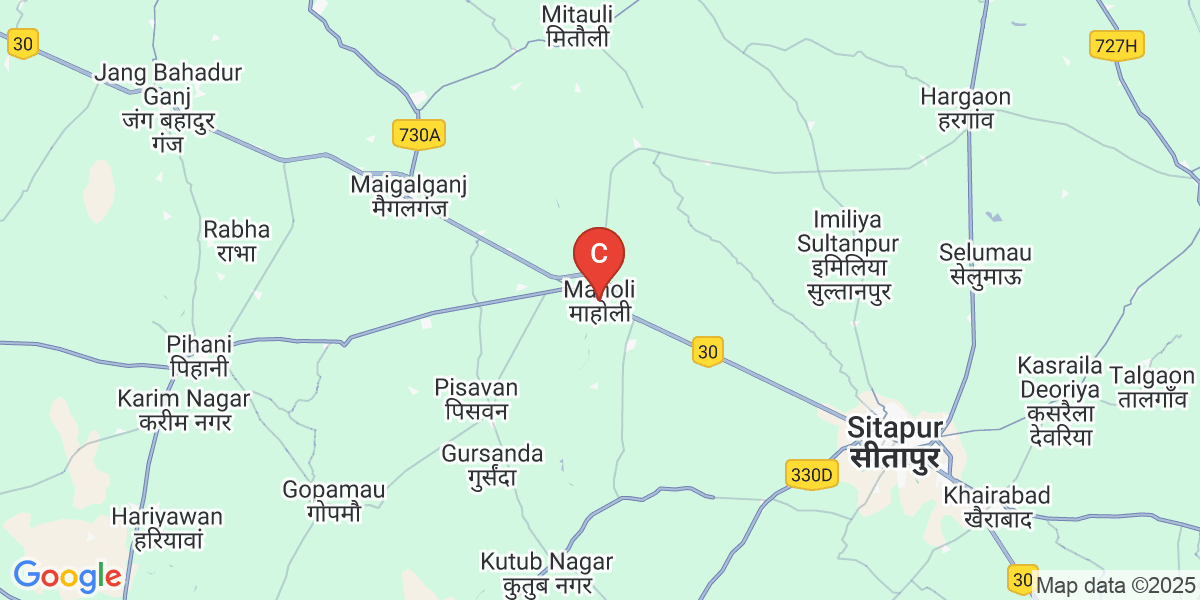 Mitauli
मितौली
30
727H
Jang Bahadur
Ganj
जंग बहादुर
गंज
Hargaon
हरगांव
730A
Maigalganj
मैगलगंज
Rabha
राभा
Imiliya
Sultanpur
इमिलिया
सुल्तानपुर
Selumau
सेलुमाऊ
C
Maholi
माहोली
Pihani
पिहानी
30
Kasraila
Deoriya
कसरैला
देवरिया
Talgaon
तालगाँव
Pisavan
पिसवन
Karim Nagar
करीम नगर
Sitapur
सीतापुर
Gursanda
गुर्संदा
330D
Gopamau
गोपमौ
Khairabad
खैराबाद
Hariyawan
हरियावां
Kutub Nagar
कुतुब नगर
Google
30
Map data ©2025